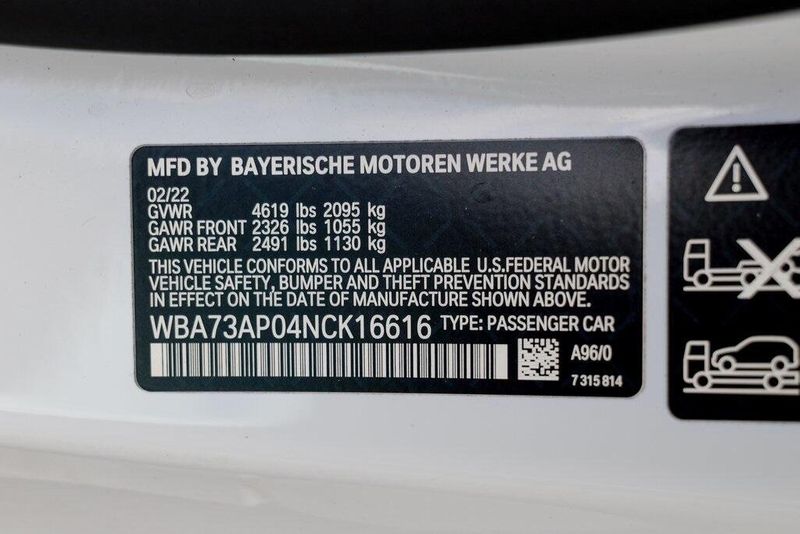 MFD BY BAYERISCHE MOTOREN WERKE AG
02/22
GVWR 4619 lbs 2095 kg
GAWR FRONT 2326 lbs 1055 kg
GAWR REAR 2491 lbs 1130 kg
THIS VEHICLE CONFORMS TO ALL APPLICABLE U.S.FEDERAL MOTOR
VEHICLE SAFETY, BUMPER AND THEFT PREVENTION STANDARDS
IN EFFECT ON THE DATE OF MANUFACTURE SHOWN ABOVE.
WBA73AP04NCK16616 TYPE: PASSENGER CAR
A96/0
7 315 814